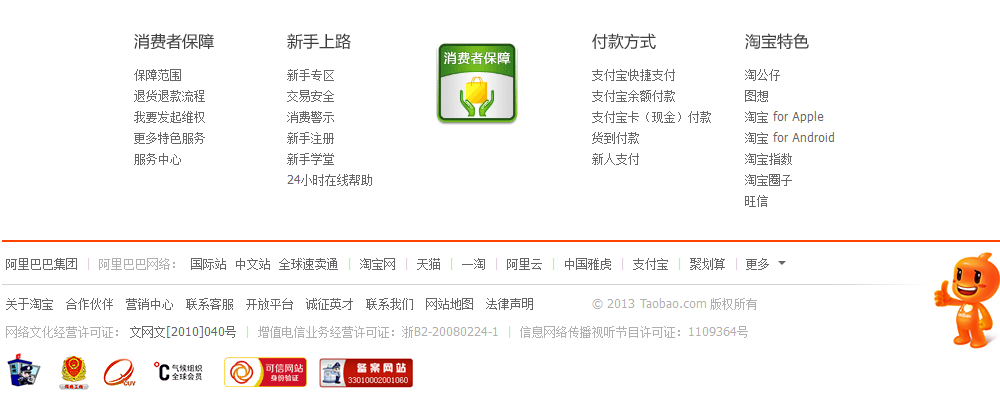 消费者保障
保障范围
退货退款流程
我要发起维权
更多特色服务
服务中心
新手上路
新手专区
交易安全
消费警示
新手注册
新手学堂
24小时在线帮助
消费者保障
付款方式
支付宝快捷支付
支付宝余额付款
支付宝卡（现金）付款
货到付款
新人支付
淘宝特色
淘公仔
图想
淘宝 for Apple
淘宝 for Android
淘宝指数
淘宝圈子
旺信
阿里巴巴集团 | 阿里巴巴网络： 国际站 中文站 全球速卖通 | 淘宝网 | 天猫 | 一淘 | 阿里云 | 中国雅虎 | 支付宝 | 聚划算 | 更多
关于淘宝 合作伙伴 营销中心 联系客服 开放平台 诚征英才 联系我们 网站地图 法律声明 © 2013 Taobao.com 版权所有
网络文化经营许可证： 文网文[2010]040号 | 增值电信业务经营许可证：浙B2-20080224-1 | 信息网络传播视听节目许可证：1109364号
CUV
°C 气候组织
全球会员
可信网站
身份验证
备案网站
33010002001060